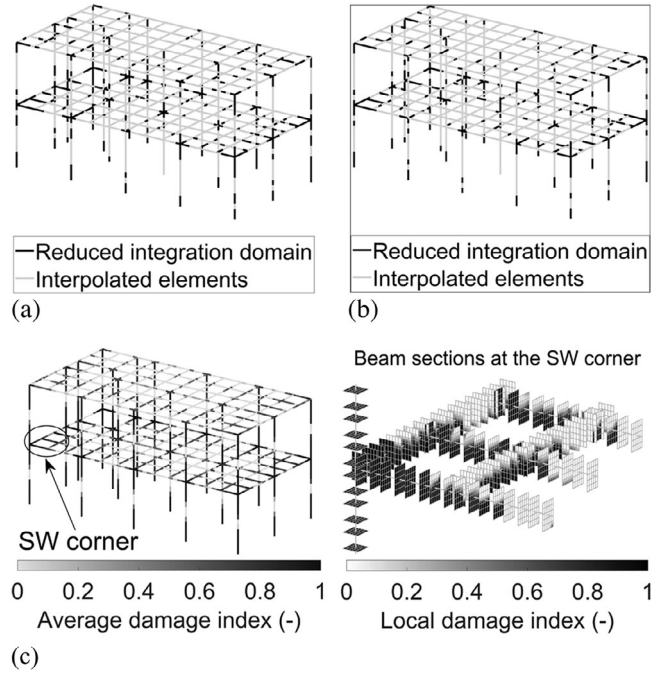 Reduced integration domain
Interpolated elements
(a)
Reduced integration domain
Interpolated elements
(b)
SW corner
0 0.2 0.4 0.6 0.8 1
Average damage index (-)
Beam sections at the SW corner
0 0.2 0.4 0.6 0.8 1
Local damage index (-)
(c)